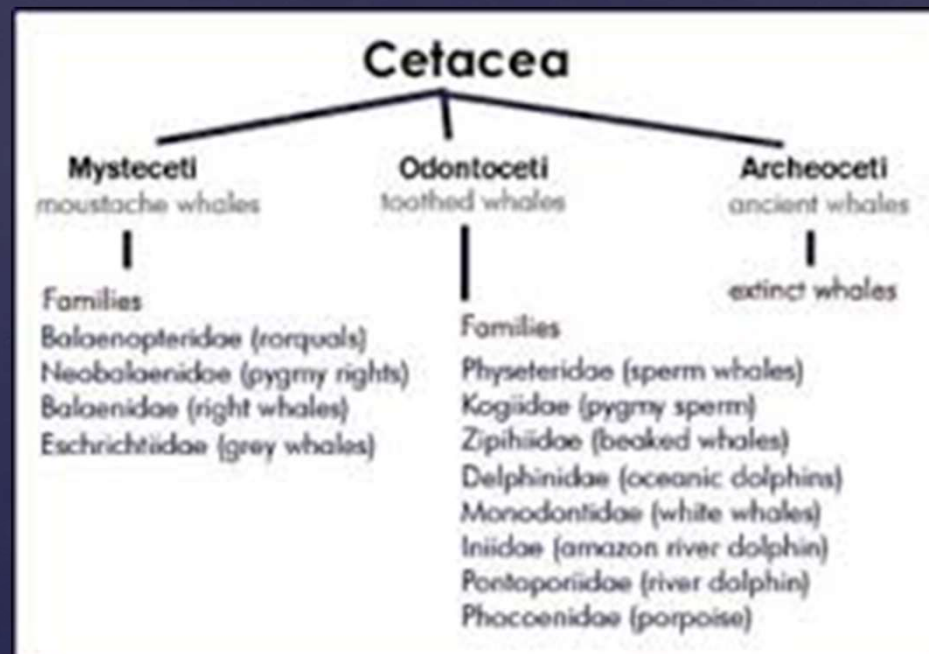 Cetacea
Mysteceti
moustache whales
Families
Balaenopteridae (rorquals)
Neobalaenidae (pygmy rights)
Balaenidae (right whales)
Eschrichtiidae (grey whales)
Odontoceti
toothed whales
Families
Physeteridae (sperm whales)
Kogiidae (pygmy sperm)
Zipihiidae (beaked whales)
Delphinidae (oceanic dolphins)
Monodontidae (white whales)
Iniidae (amazon river dolphin)
Pontoporiidae (river dolphin)
Phocoenidae (porpoise)
Archeoceti
ancient whales
extinct whales